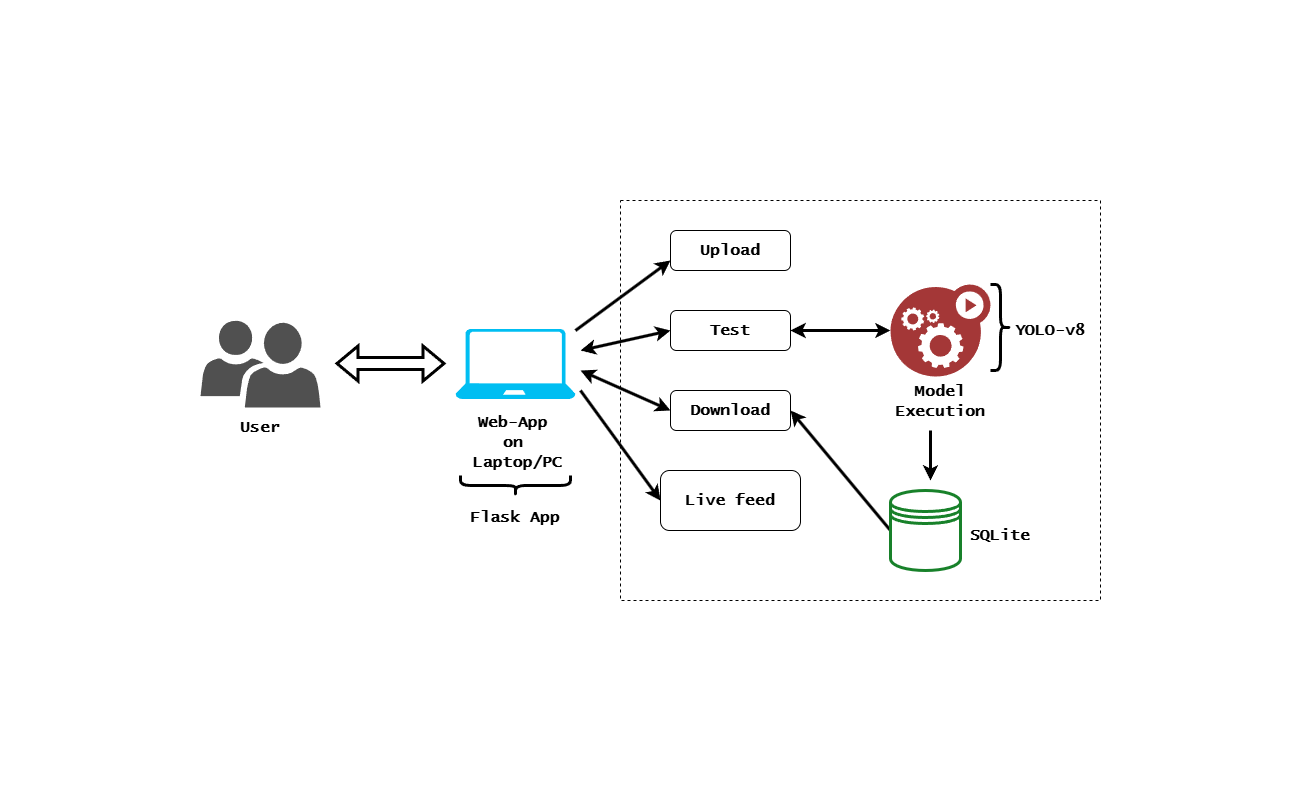 User
Web-App
on
Laptop/PC
Flask App
Upload
Test
Download
Live feed
Model
Execution
YOLO-v8
SQLite